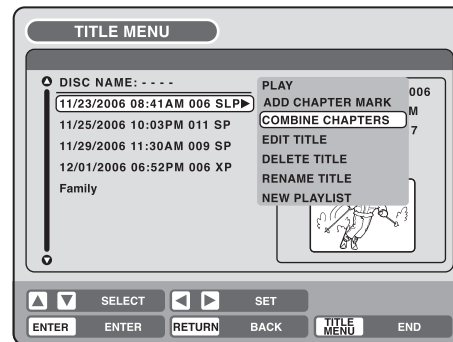 TITLE MENU
DISC NAME: - - - -
11/23/2006 08:41AM 006 SLP
11/25/2006 10:03PM 011 SP
11/29/2006 11:30AM 009 SP
12/01/2006 06:52PM 006 XP
Family
PLAY
ADD CHAPTER MARK
COMBINE CHAPTERS
EDIT TITLE
DELETE TITLE
RENAME TITLE
NEW PLAYLIST
006
M
7
SELECT
SET
ENTER ENTER
RETURN BACK
TITLE MENU END